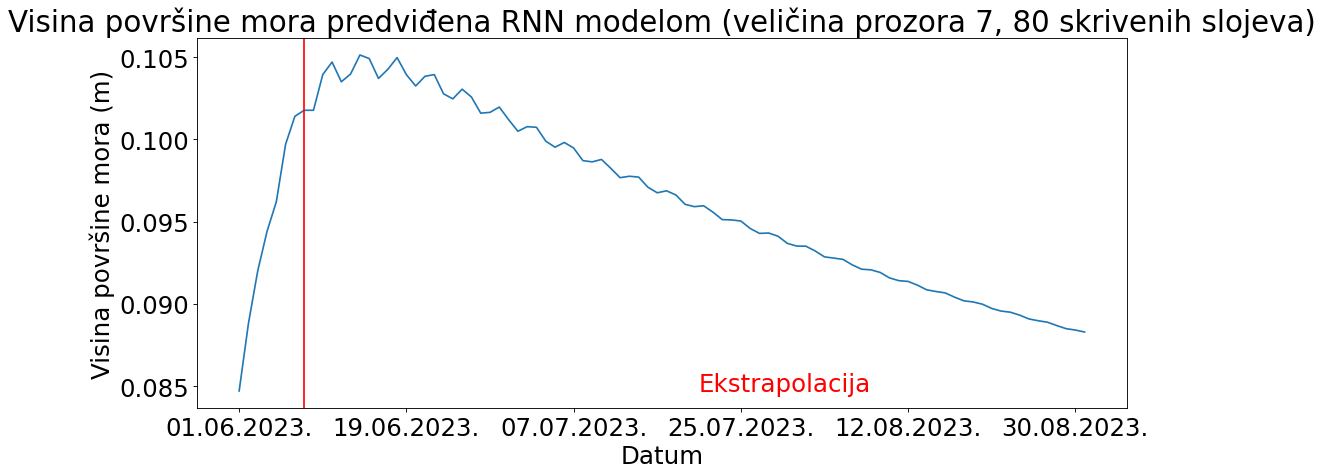 Visina površine mora predviđena RNN modelom (veličina prozora 7, 80 skrivenih slojeva)
Visina površine mora (m)
0.105
0.100
0.095
0.090
0.085
Ekstrapolacija
01.06.2023. 19.06.2023. 07.07.2023. 25.07.2023. 12.08.2023. 30.08.2023.
Datum